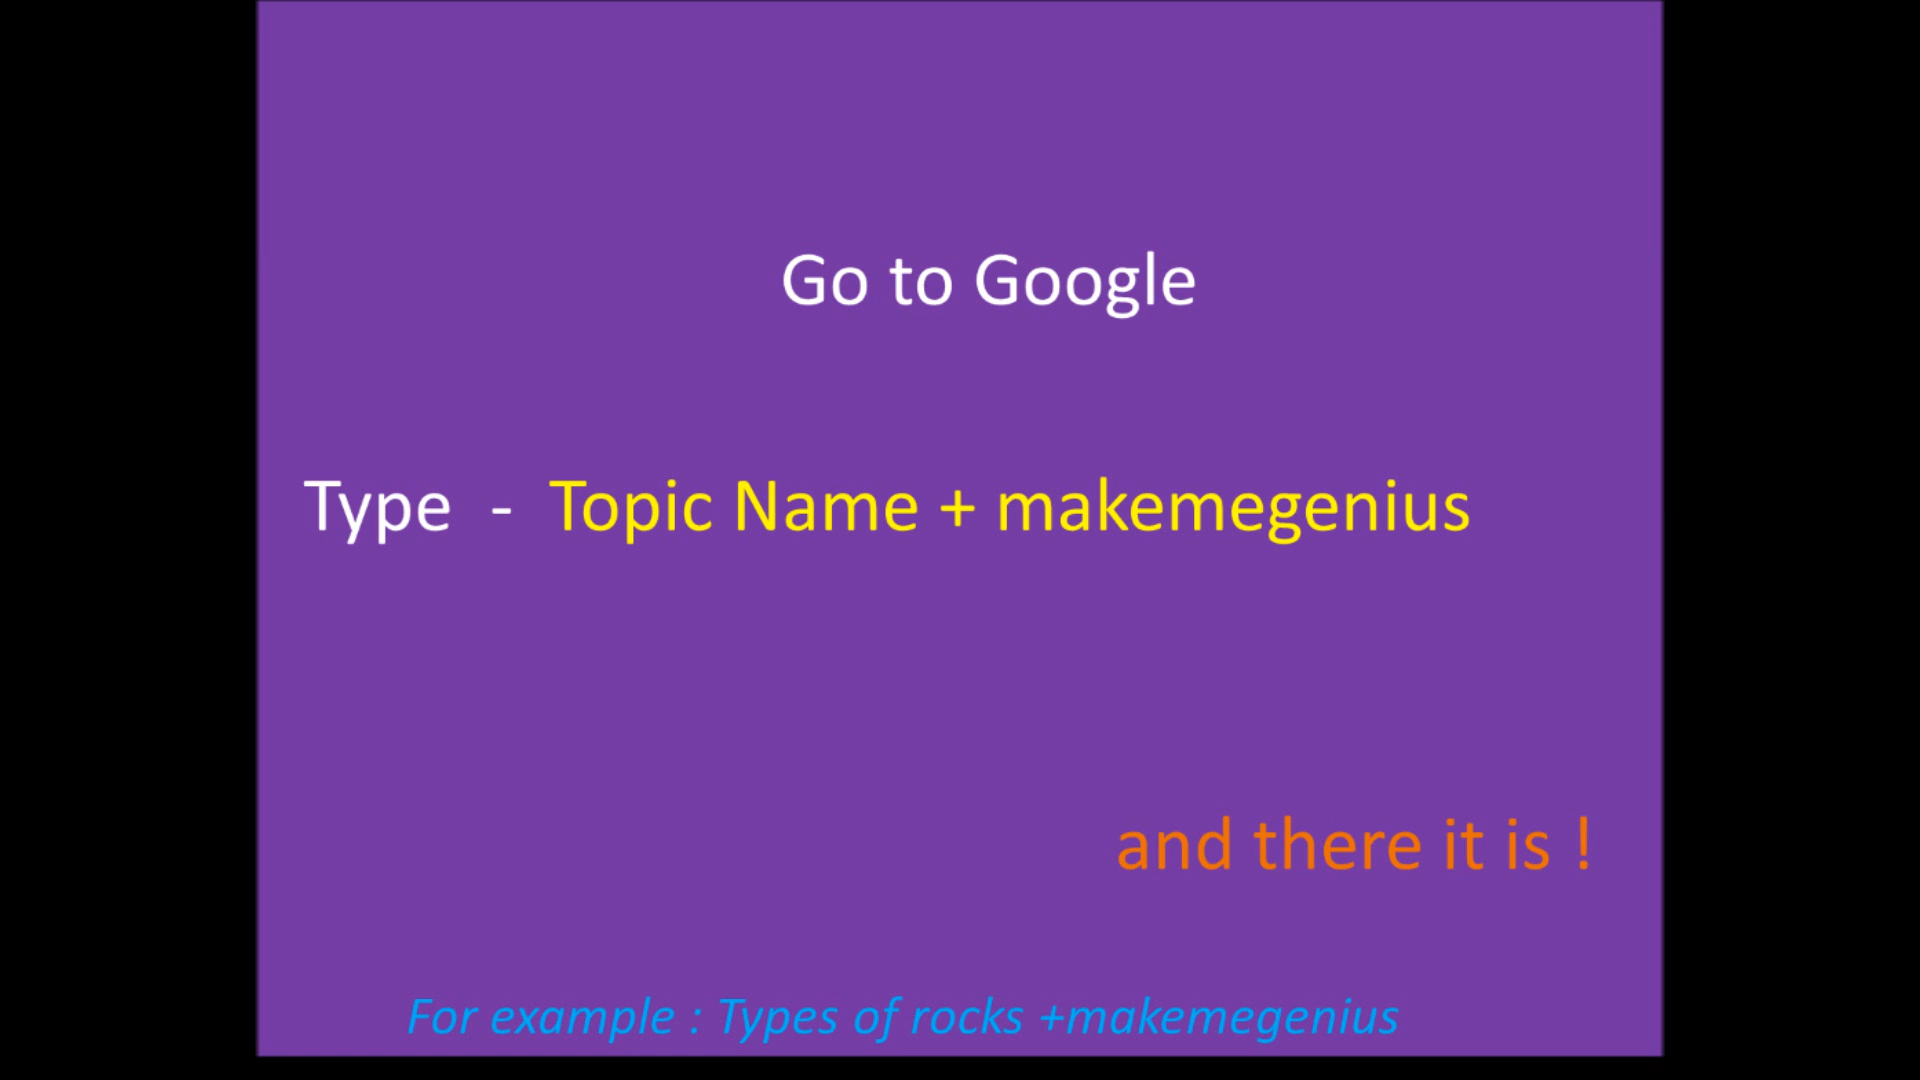 Go to Google
Type - Topic Name + makemegenius
and there it is !
For example : Types of rocks +makemegenius